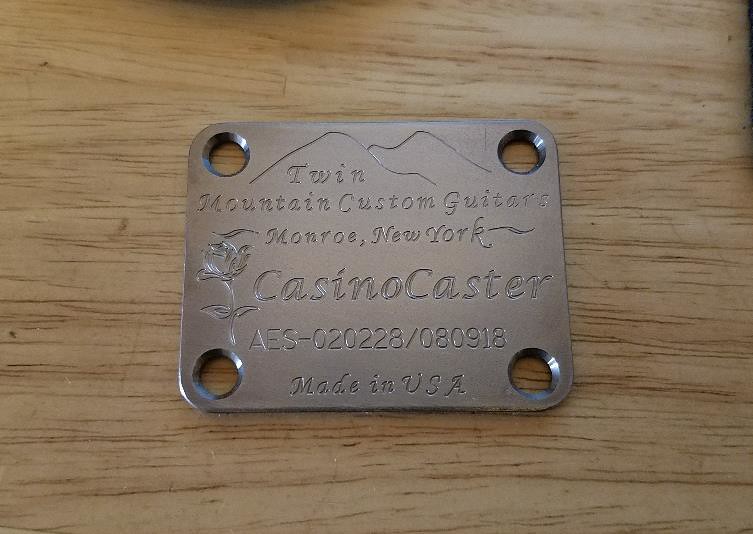 Twin
Mountain Custom Guitars
Monroe, New York
CasinoCaster
AES-020228/080918
Made in USA